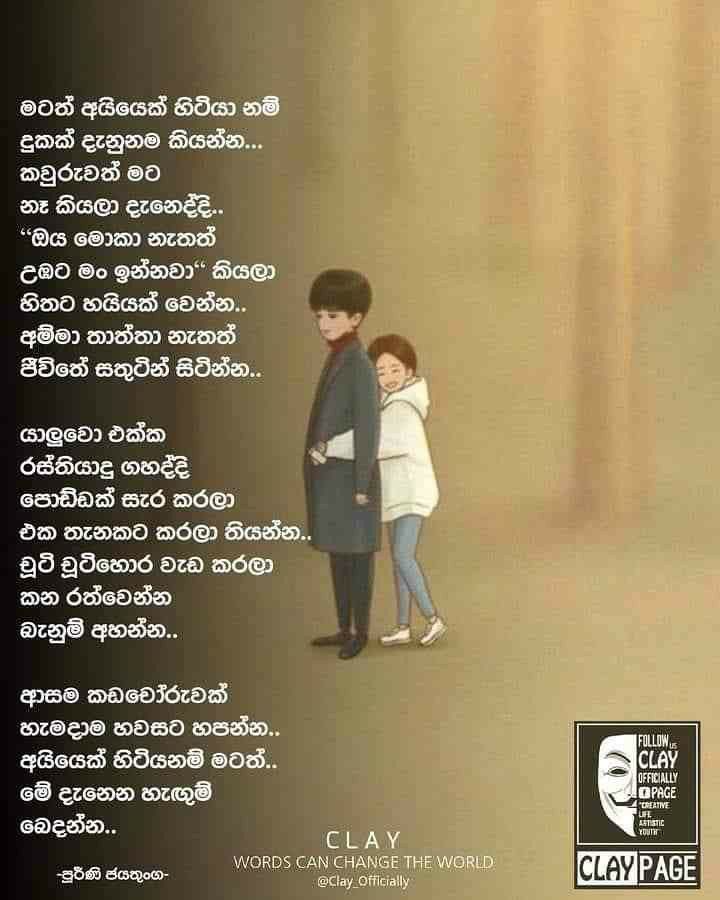 මටත් අයියෙක් හිටියා නම්
දුකක් දැනුනම කියන්න...
කවුරුවත් මට
නෑ කියලා දැනෙද්දි..
“ඔය මොකා නැතත්
උඹට මං ඉන්නවා“ කියලා
හිතට හයියක් වෙන්න..
අම්මා තාත්තා නැතත්
ජීවිතේ සතුටින් සිටින්න..
යාලුවො එක්ක
රස්තියාදු ගහද්දි
පොඩ්ඩක් සැර කරලා
එක තැනකට කරලා තියන්න..
චූටි චූටිහොර වැඩ කරලා
කන රත්වෙන්න
බැනුම් අහන්න..
ආසම කඩචෝරුවක්
හැමදාම හවසට හපන්න..
අයියෙක් හිටියනම් මටත්..
මේ දැනෙන හැඟුම්
බෙදන්න..
-පූර්ණි ජයතුංග-
CLAY
WORDS CAN CHANGE THE WORLD
@Clay_Officially
FOLLOW US
CLAY
OFFICIALLY
f PAGE
"CREATIVE
LIFE
ARTISTIC
YOUTH"
CLAY PAGE